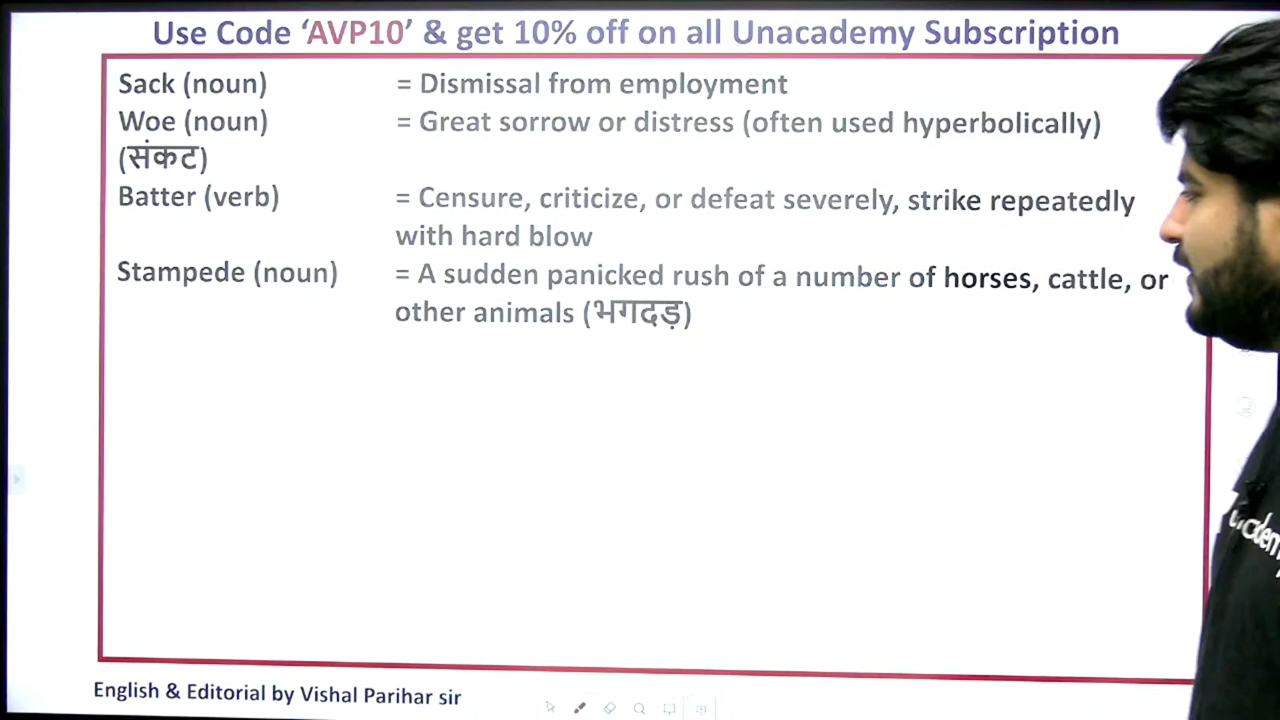 Use Code ‘AVP10’ & get 10% off on all Unacademy Subscription
Sack (noun) = Dismissal from employment
Woe (noun) = Great sorrow or distress (often used hyperbolically)
(संकट)
Batter (verb) = Censure, criticize, or defeat severely, strike repeatedly
with hard blow
Stampede (noun) = A sudden panicked rush of a number of horses, cattle, or
other animals (भगदड़)
English & Editorial by Vishal Parihar sir